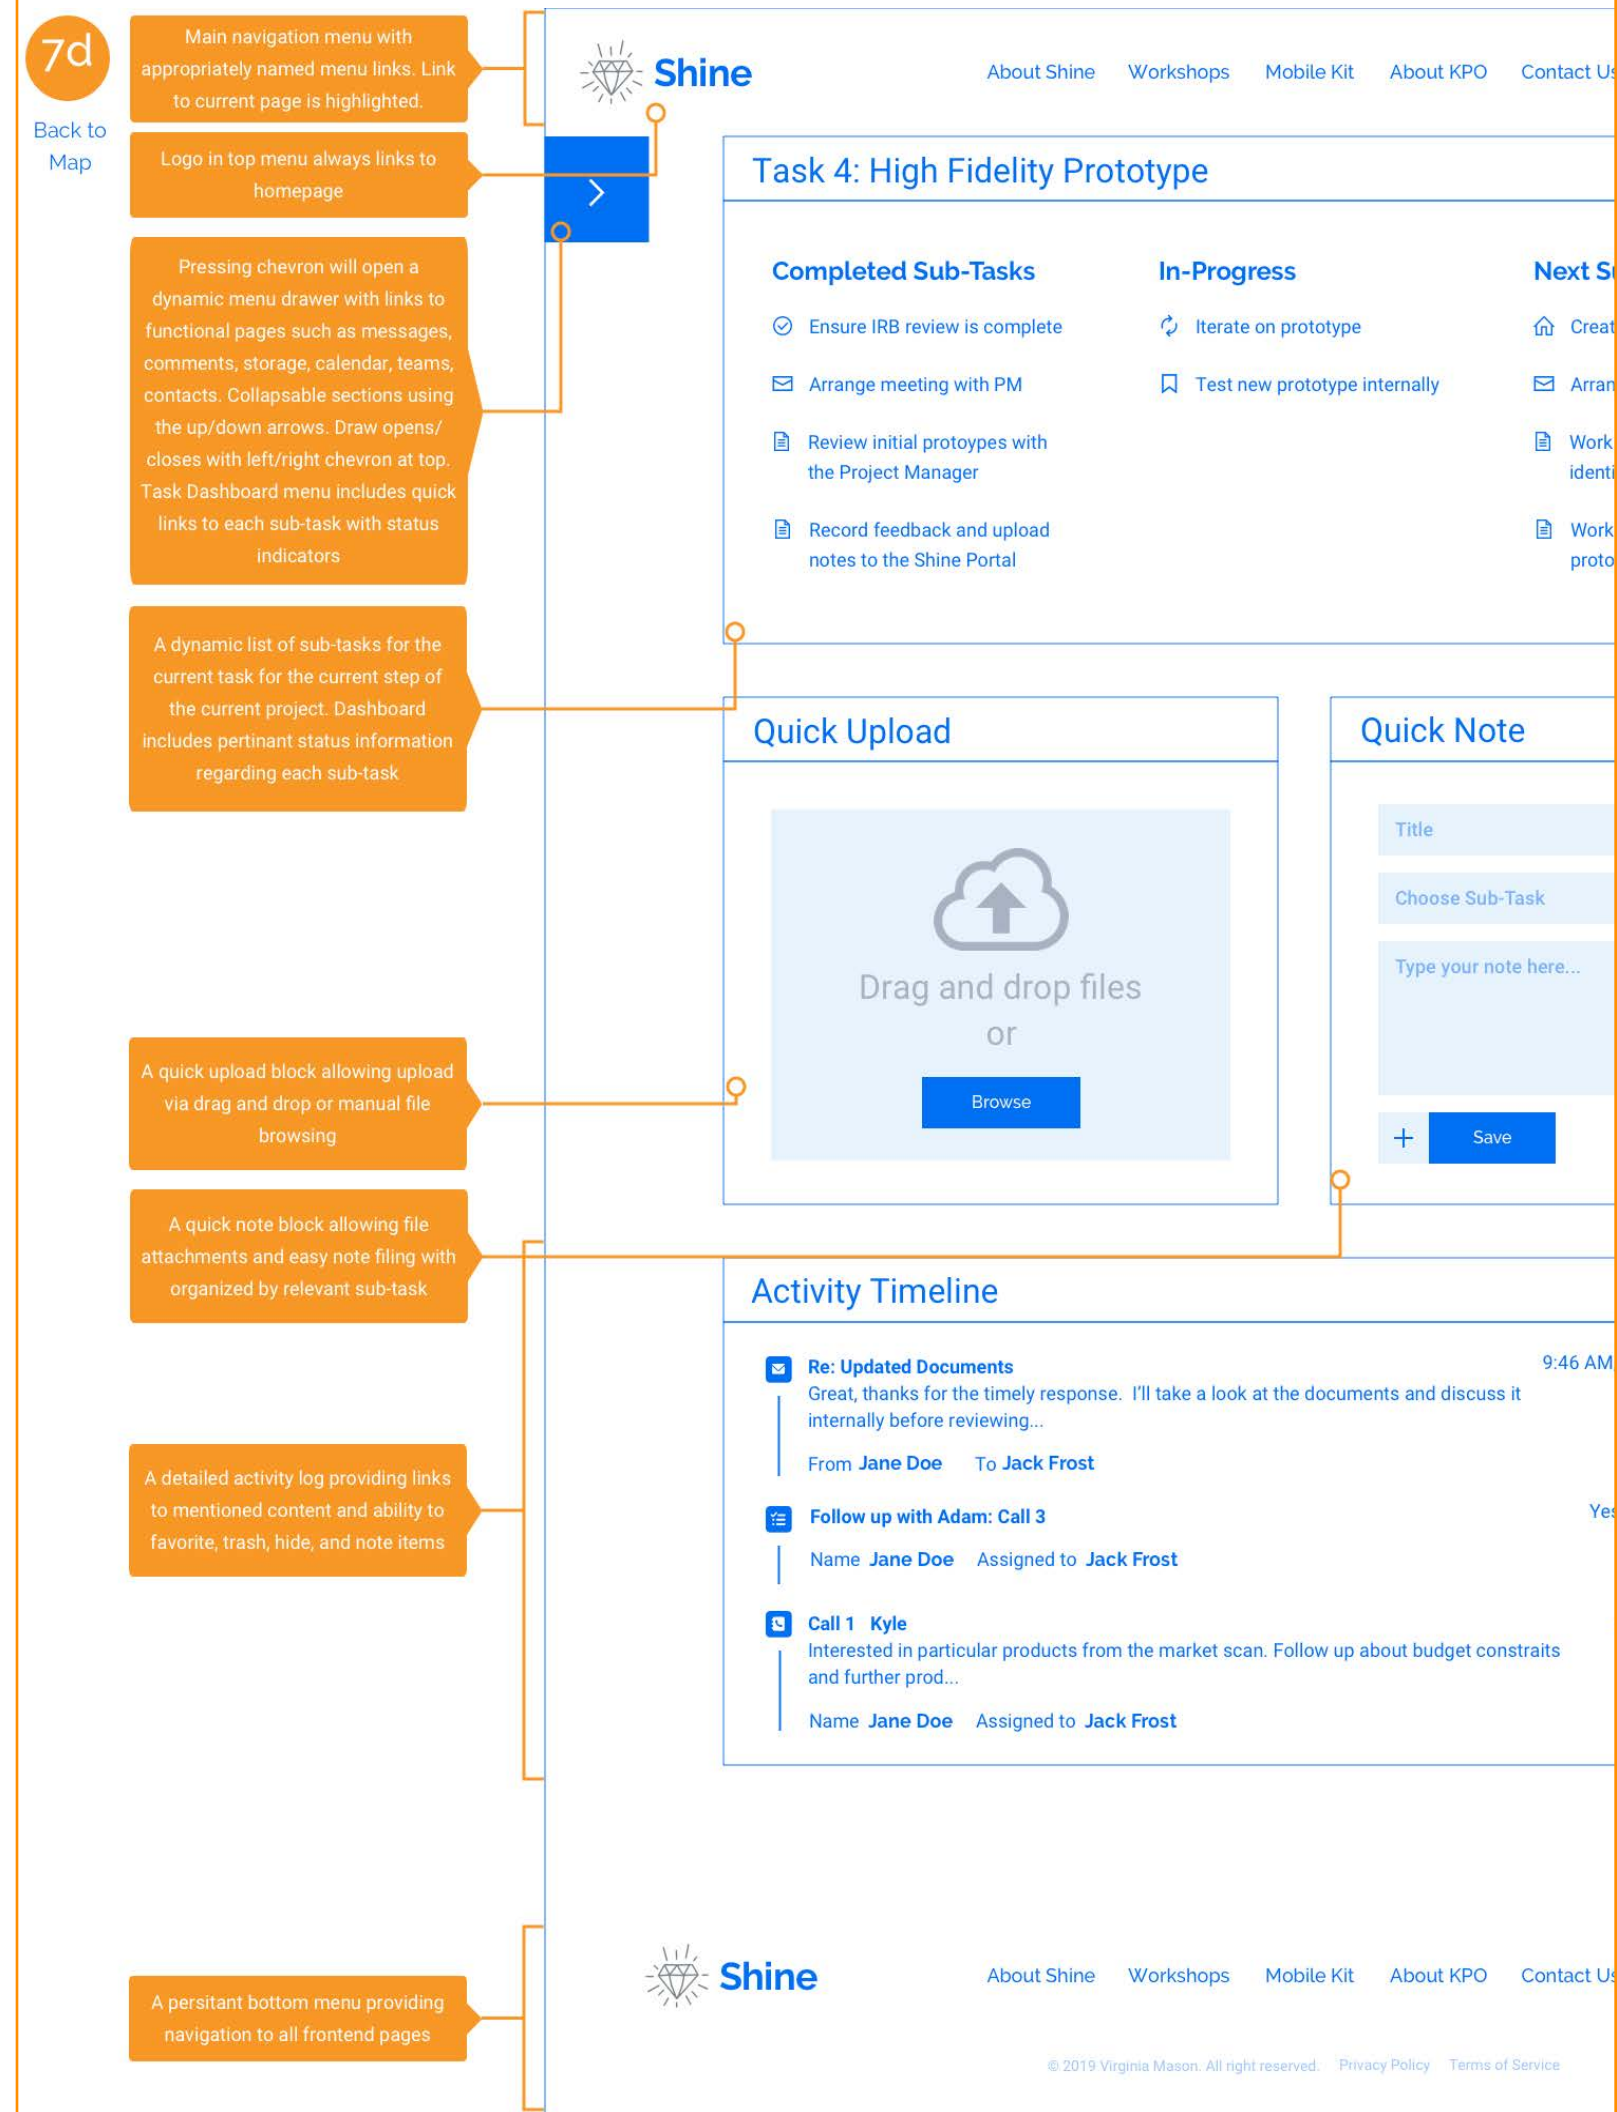 7d
Back to
Map
Main navigation menu with
appropriately named menu links. Link
to current page is highlighted.
Logo in top menu always links to
homepage
Pressing chevron will open a
dynamic menu drawer with links to
functional pages such as messages,
comments, storage, calendar, teams,
contacts. Collapsable sections using
the up/down arrows. Draw opens/
closes with left/right chevron at top.
Task Dashboard menu includes quick
links to each sub-task with status
indicators
A dynamic list of sub-tasks for the
current task for the current step of
the current project. Dashboard
includes pertinant status information
regarding each sub-task
A quick upload block allowing upload
via drag and drop or manual file
browsing
A quick note block allowing file
attachments and easy note filing with
organized by relevant sub-task
A detailed activity log providing links
to mentioned content and ability to
favorite, trash, hide, and note items
A persitant bottom menu providing
navigation to all frontend pages
Shine
About Shine Workshops Mobile Kit About KPO Contact Us
Task 4: High Fidelity Prototype
Completed Sub-Tasks
Ensure IRB review is complete
Arrange meeting with PM
Review initial protoypes with
the Project Manager
Record feedback and upload
notes to the Shine Portal
In-Progress
Iterate on prototype
Test new prototype internally
Next
Work
Work
Quick Upload
Drag and drop files
or
Browse
Quick Note
Title
Choose Sub-Task
Type your note here...
+ Save
Activity Timeline
Re: Updated Documents 9:46 AM
Great, thanks for the timely response. I'll take a look at the documents and discuss it
internally before reviewing...
From Jane Doe To Jack Frost
Follow up with Adam: Call 3
Name Jane Doe Assigned to Jack Frost
Call 1 Kyle
Interested in particular products from the market scan. Follow up about budget constraits
and further prod...
Name Jane Doe Assigned to Jack Frost
Shine
About Shine Workshops Mobile Kit About KPO Contact Us
© 2019 Virginia Mason. All right reserved. Privacy Policy Terms of Service